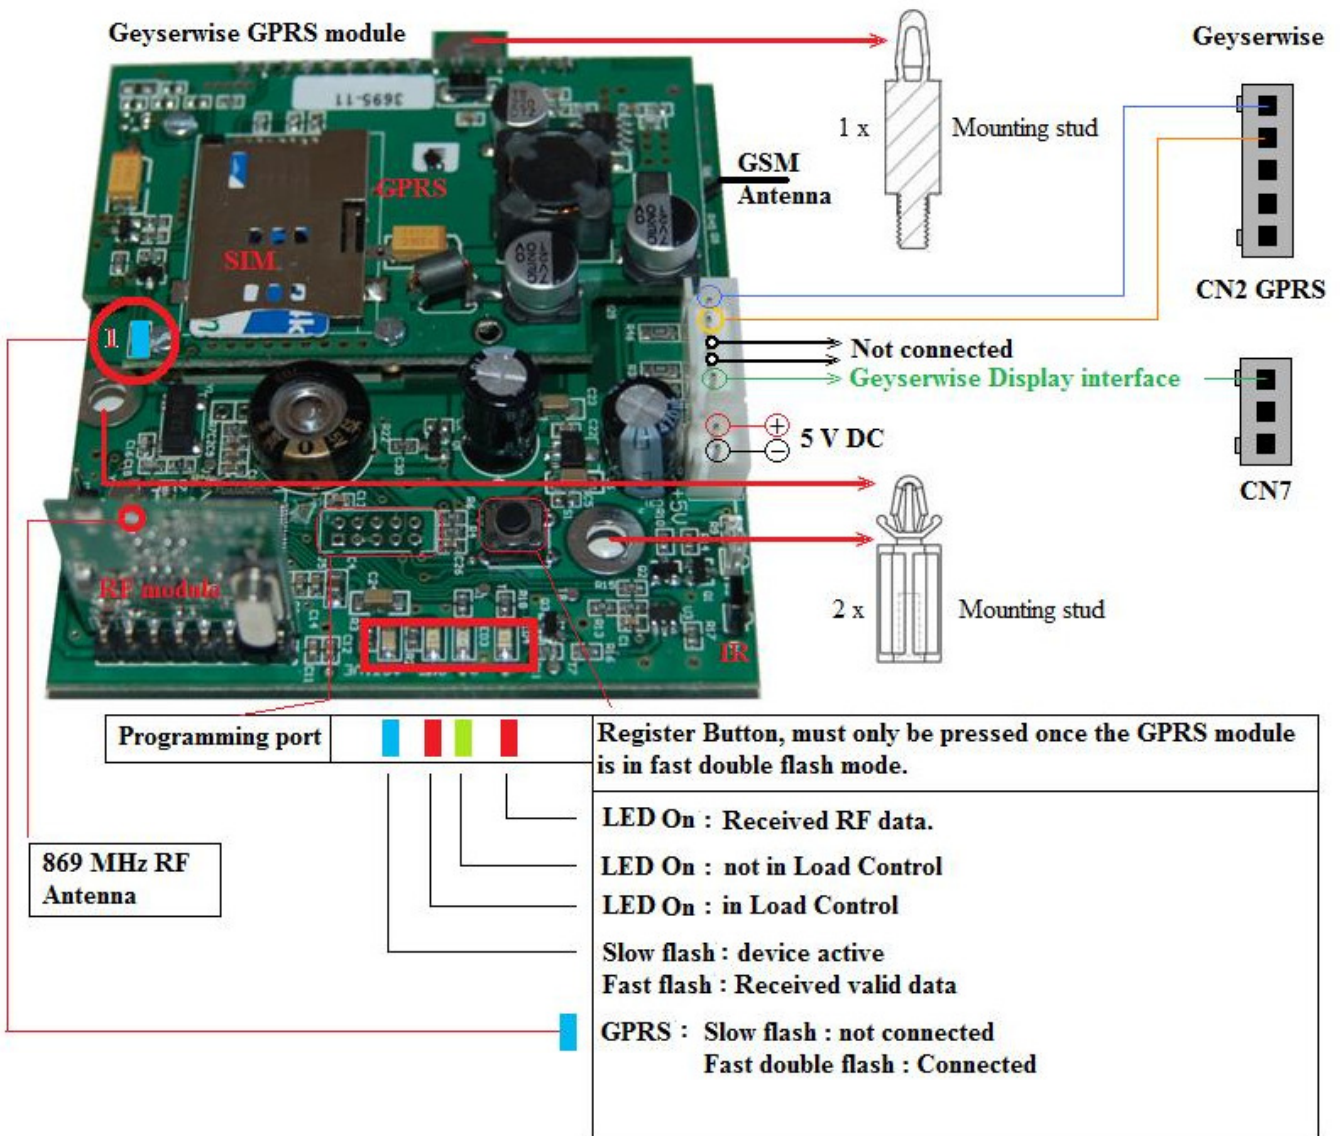 Geyserwise GPRS module
Geyserwise
3695-11
1 x
Mounting stud
GSM
Antenna
GPRS
SIM
CN2 GPRS
1
Not connected
Geyserwise Display interface
+
5 V DC
−
CN7
+5V
RF module
2 x
Mounting stud
IR
Programming port
Register Button, must only be pressed once the GPRS module
is in fast double flash mode.
LED On : Received RF data.
869 MHz RF
Antenna
LED On : not in Load Control
LED On : in Load Control
Slow flash : device active
Fast flash : Received valid data
GPRS : Slow flash : not connected
Fast double flash : Connected